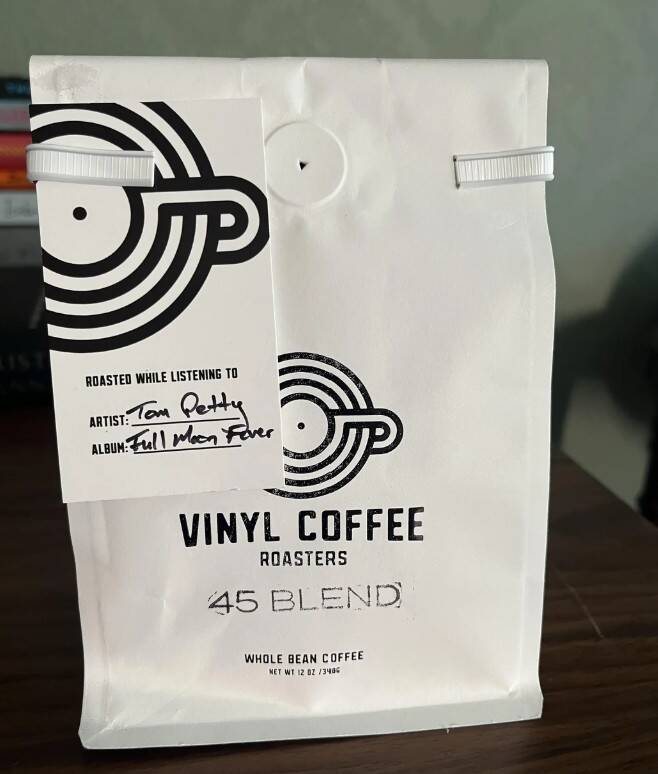 ROASTED WHILE LISTENING TO
ARTIST: Tom Petty
ALBUM: Full Moon Fever
VINYL COFFEE
ROASTERS
45 BLEND
WHOLE BEAN COFFEE
NET WT 12 OZ /340G